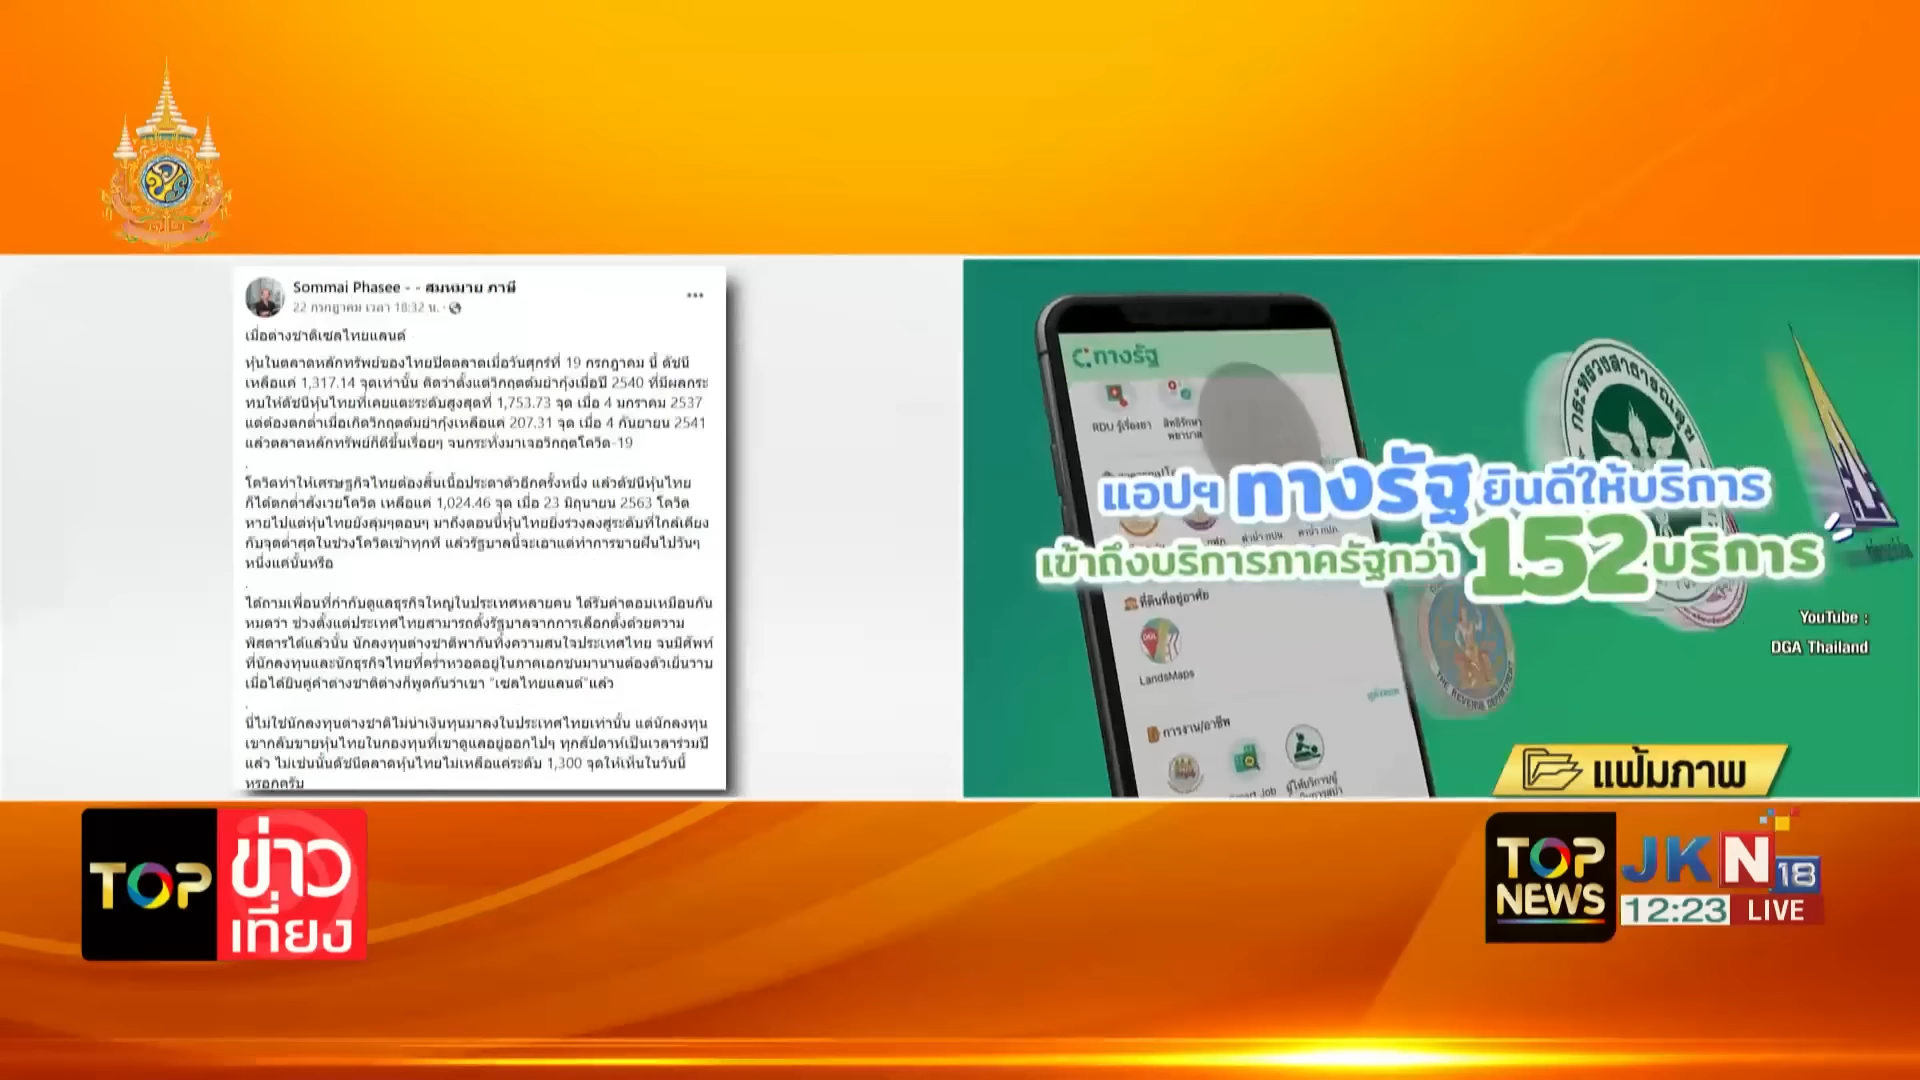 Sommai Phasee - - สมหมาย ภาษี
22 กรกฎาคม เวลา 18:32 น. ·
เมื่อต่างชาติเซลไทยแลนด์
หุ้นในตลาดหลักทรัพย์ของไทยปิดตลาดเมื่อวันศุกร์ที่ 19 กรกฎาคม นี้ ดัชนี
เหลือแค่ 1,317.14 จุดเท่านั้น คิดว่าตั้งแต่วิกฤตต้มยำกุ้งเมื่อปี 2540 ที่มีผลกระ
ทบให้ดัชนีหุ้นไทยที่เคยแตะระดับสูงสุดที่ 1,753.73 จุด เมื่อ 4 มกราคม 2537
แต่ต้องตกต่ำเมื่อเกิดวิกฤตต้มยำกุ้งเหลือแค่ 207.31 จุด เมื่อ 4 กันยายน 2541
แล้วตลาดหลักทรัพย์ก็ดีขึ้นเรื่อยๆ จนกระทั่งมาเจอวิกฤตโควิด-19
.
โควิดทำให้เศรษฐกิจไทยต้องสิ้นเนื้อประดาตัวอีกครั้งหนึ่ง แล้วดัชนีหุ้นไทย
ก็ได้ตกต่ำสังเวยโควิด เหลือแค่ 1,024.46 จุด เมื่อ 23 มิถุนายน 2563 โควิด
หายไปแต่หุ้นไทยยังลุ่มๆดอนๆ มาถึงตอนนี้หุ้นไทยยิ่งร่วงลงสู่ระดับที่ใกล้เคียง
กับจุดต่ำสุดในช่วงโควิดเข้าทุกที แล้วรัฐบาลนี้จะเอาแต่ทำการขายฝันไปวันๆ
หนึ่งแค่นั้นหรือ
.
ได้ถามเพื่อนที่กำกับดูแลธุรกิจใหญ่ในประเทศหลายคน ได้รับคำตอบเหมือนกัน
หมดว่า ช่วงตั้งแต่ประเทศไทยสามารถตั้งรัฐบาลจากการเลือกตั้งด้วยความ
พิสดารได้แล้วนั้น นักลงทุนต่างชาติพากันทิ้งความสนใจประเทศไทย จนมีศัพท์
ที่นักลงทุนและนักธุรกิจไทยที่คร่ำหวอดอยู่ในภาคเอกชนมานานต้องตัวเย็นวาบ
เมื่อได้ยินคู่ค้าต่างชาติต่างก็พูดกันว่าเขา "เซลไทยแลนด์"แล้ว
.
นี่ไม่ใช่นักลงทุนต่างชาติไม่นำเงินทุนมาลงในประเทศไทยเท่านั้น แต่นักลงทุน
เขากลับขายหุ้นไทยในกองทุนที่เขาดูแลอยู่ออกไปๆ ทุกสัปดาห์เป็นเวลาร่วมปี
แล้ว ไม่เช่นนั้นดัชนีตลาดหุ้นไทยไม่เหลือแค่ระดับ 1,300 จุดให้เห็นในวันนี้
หรอกครับ
ทางรัฐ
RDU รู้เรื่องยา
สิทธิรักษา
พยาบาล
กระทรวงสาธารณสุข
แอปฯ ทางรัฐ ยินดีให้บริการ
เข้าถึงบริการภาครัฐกว่า 152 บริการ
ที่ดินที่อยู่อาศัย
LandsMaps
ดูทั้งหมด
การงาน/อาชีพ
YouTube :
DGA Thailand
แฟ้มภาพ
TOP ข่าวเที่ยง
TOP NEWS
JKN 18
12:23 LIVE